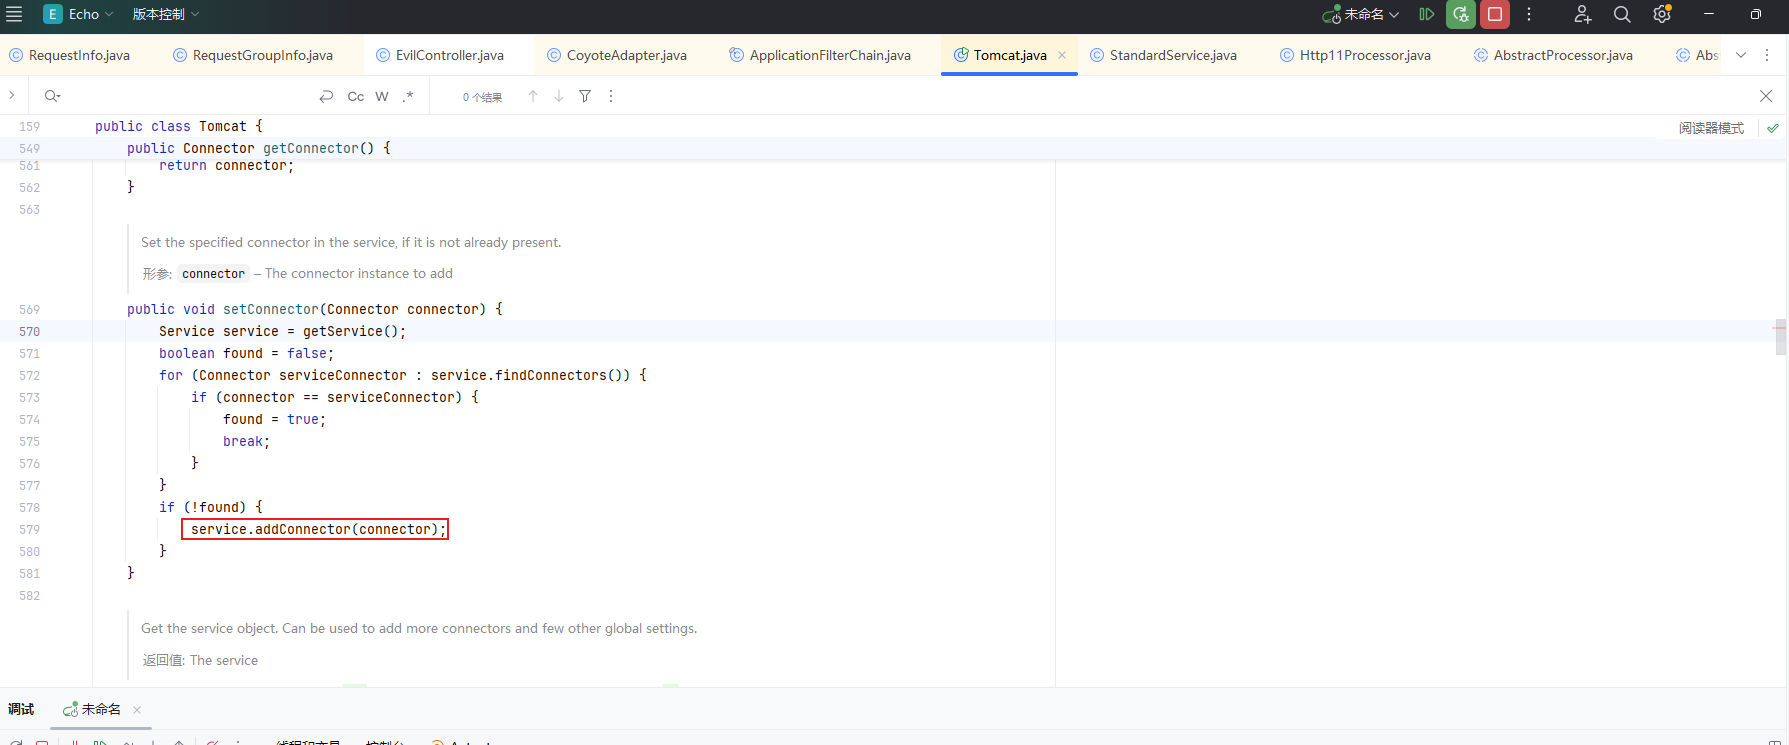 E Echo 版本控制 未命名
RequestInfo.java RequestGroupInfo.java EvilController.java CoyoteAdapter.java ApplicationFilterChain.java Tomcat.java StandardService.java Http11Processor.java AbstractProcessor.java Abs
Cc W .* 0 个结果
159 public class Tomcat { 阅读器模式
549 public Connector getConnector() {
561 return connector;
562 }
563
Set the specified connector in the service, if it is not already present.
形参: connector – The connector instance to add
569 public void setConnector(Connector connector) {
570 Service service = getService();
571 boolean found = false;
572 for (Connector serviceConnector : service.findConnectors()) {
573 if (connector == serviceConnector) {
574 found = true;
575 break;
576 }
577 }
578 if (!found) {
579 service.addConnector(connector);
580 }
581 }
582
Get the service object. Can be used to add more connectors and few other global settings.
返回值: The service
调试 未命名